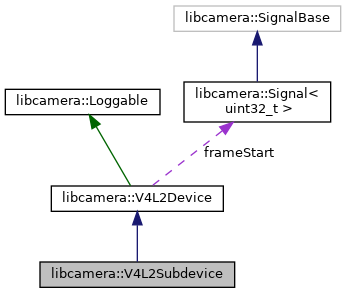 libcamera::SignalBase
libcamera::Loggable
libcamera::Signal<
uint32_t >
frameStart
libcamera::V4L2Device
libcamera::V4L2Subdevice